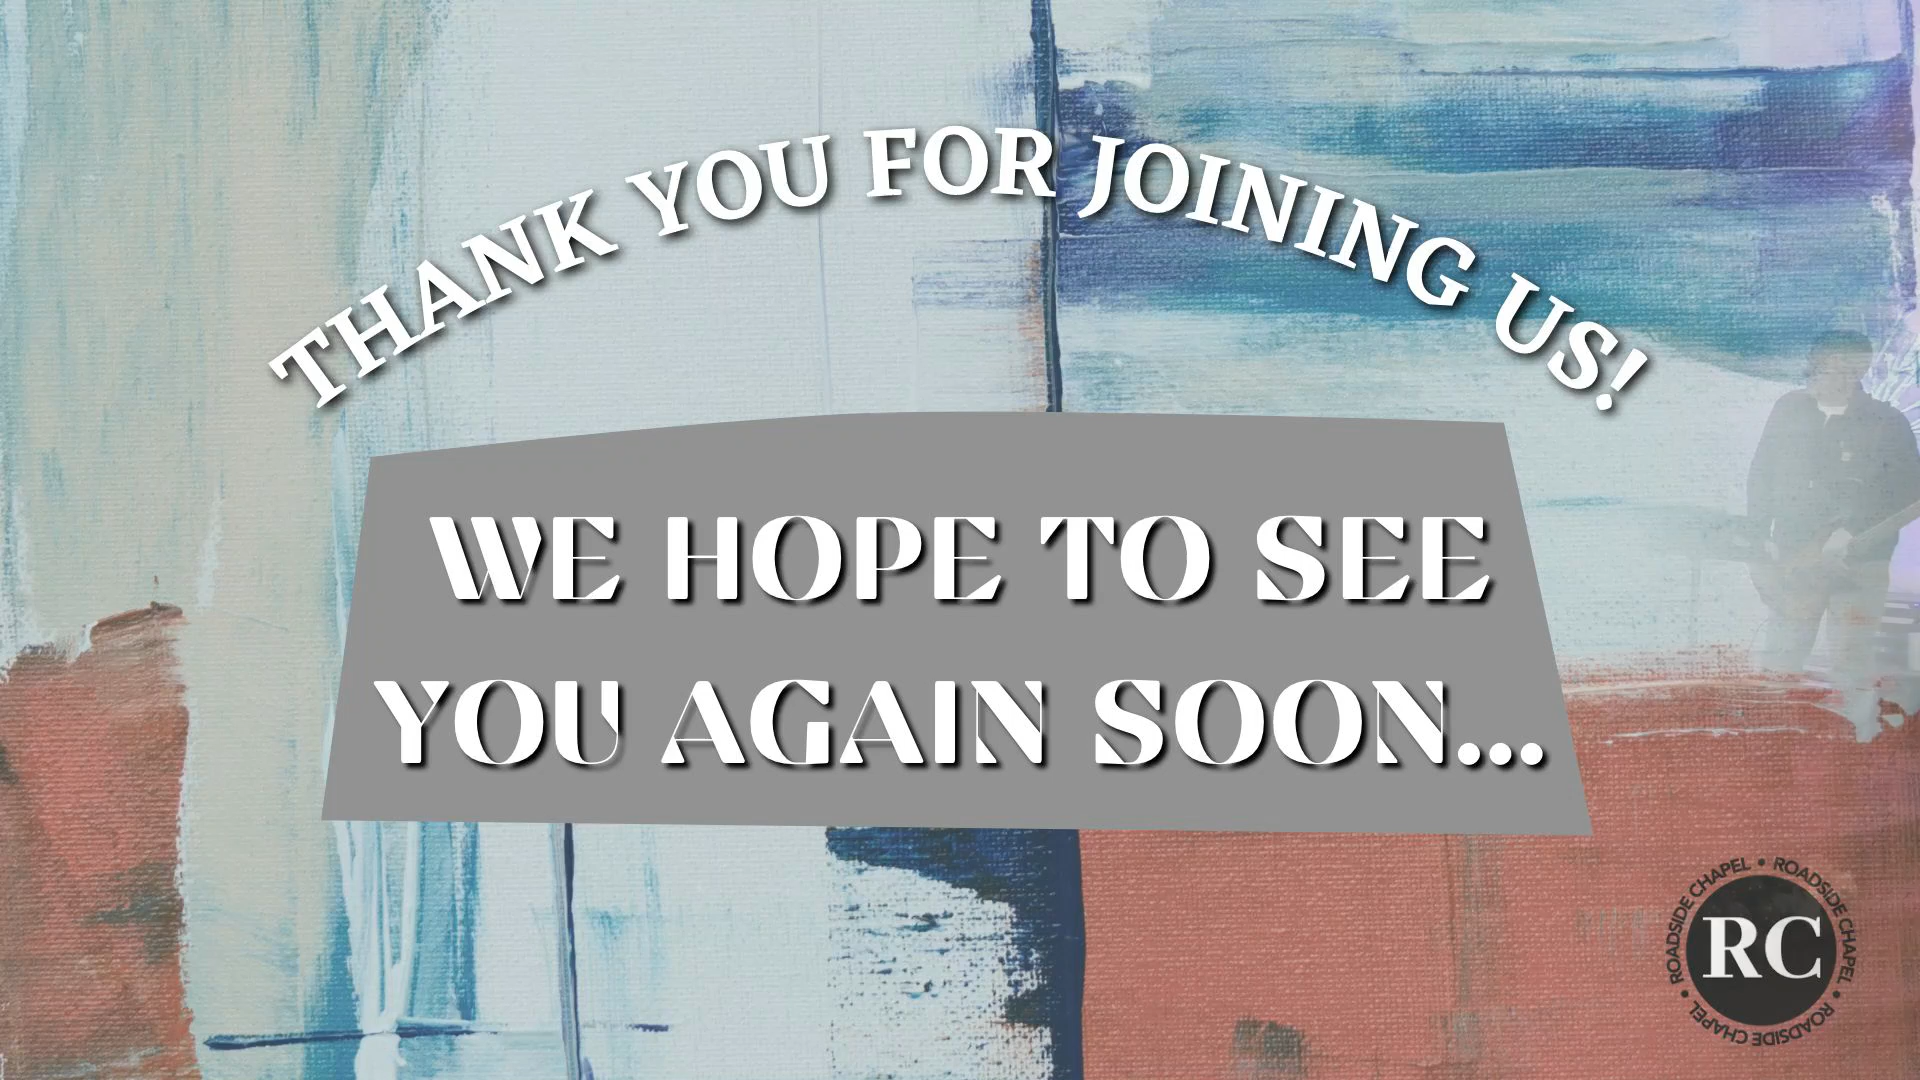 THANK YOU FOR JOINING US!
WE HOPE TO SEE
YOU AGAIN SOON...
RC
ROADSIDE CHAPEL • ROADSIDE CHAPEL • ROADSIDE CHAPEL •